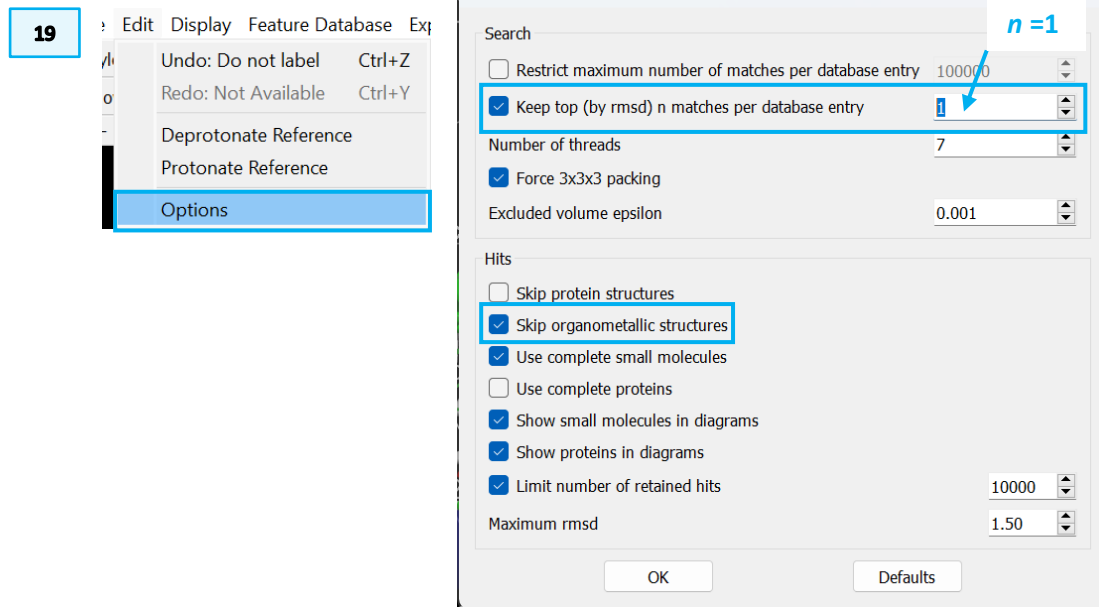 19
Edit Display Feature Database
Undo: Do not label Ctrl+Z
Redo: Not Available Ctrl+Y
Deprotonate Reference
Protonate Reference
Options
n =1
Search
Restrict maximum number of matches per database entry 100000
Keep top (by rmsd) n matches per database entry 1
Number of threads 7
Force 3x3x3 packing
Excluded volume epsilon 0.001
Hits
Skip protein structures
Skip organometallic structures
Use complete small molecules
Use complete proteins
Show small molecules in diagrams
Show proteins in diagrams
Limit number of retained hits 10000
Maximum rmsd 1.50
OK Defaults